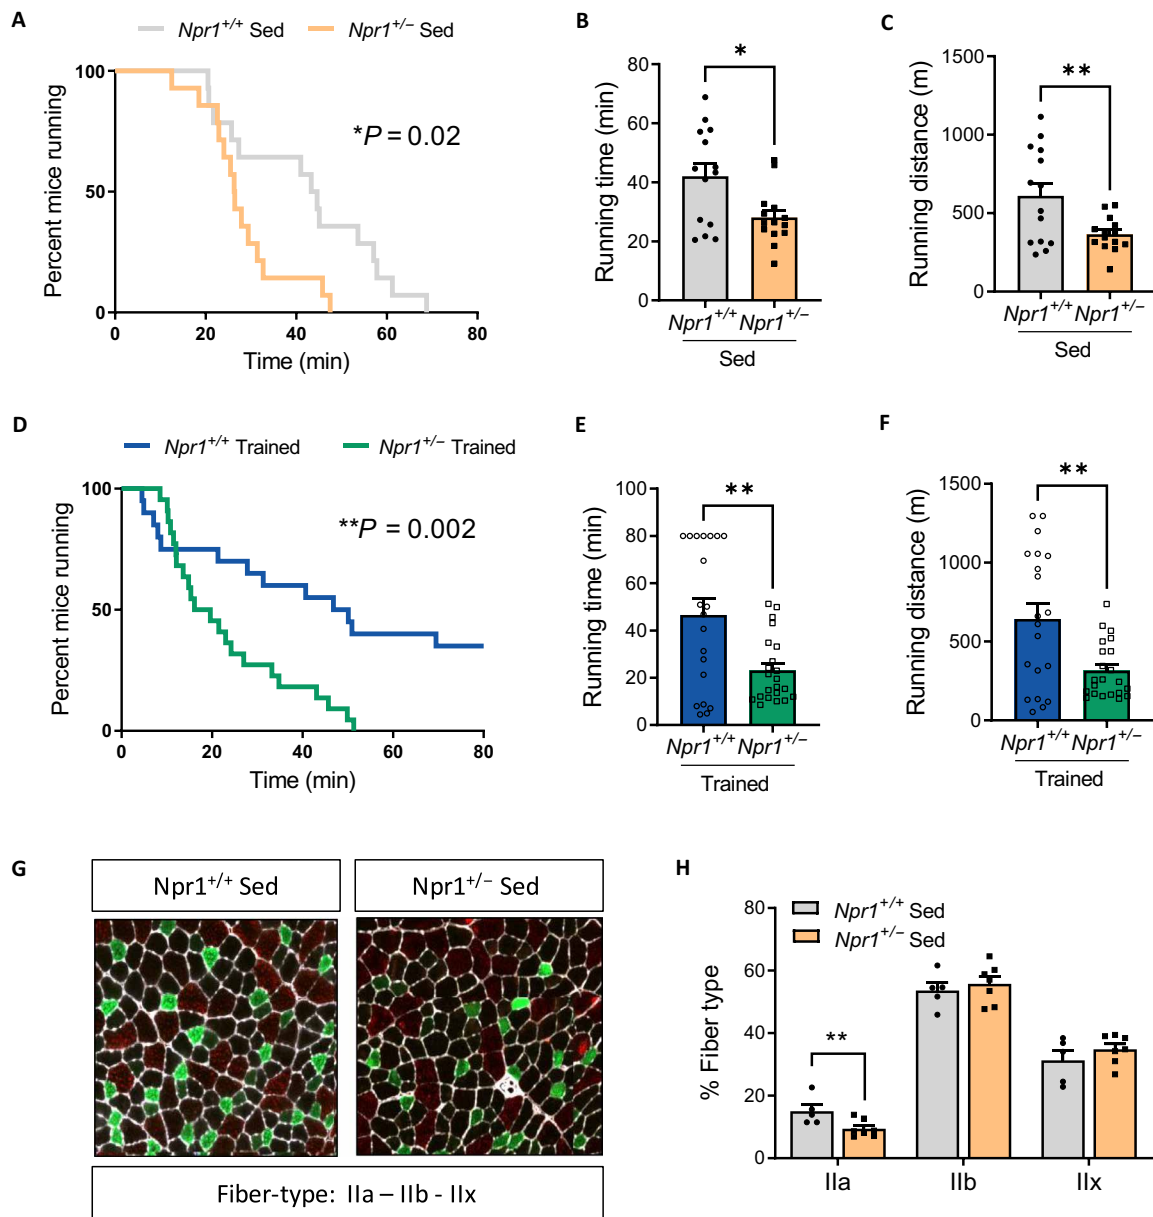 A
Npr1+/+ Sed
Npr1+/− Sed
100
50
0
0 20 40 60 80
Percent mice running
Time (min)
*P = 0.02
B
80
60
40
20
0
Running time (min)
*
Npr1+/+ Npr1+/−
Sed
C
1500
1000
500
0
Running distance (m)
**
Npr1+/+ Npr1+/−
Sed
D
Npr1+/+ Trained
Npr1+/− Trained
100
50
0
0 20 40 60 80
Percent mice running
Time (min)
**P = 0.002
E
100
80
60
40
20
0
Running time (min)
**
Npr1+/+ Npr1+/−
Trained
F
1500
1000
500
0
Running distance (m)
**
Npr1+/+ Npr1+/−
Trained
G
Npr1+/+ Sed
Npr1+/− Sed
Fiber-type: IIa – IIb - IIx
H
Npr1+/+ Sed
Npr1+/− Sed
80
60
40
20
0
% Fiber type
**
IIa IIb IIx